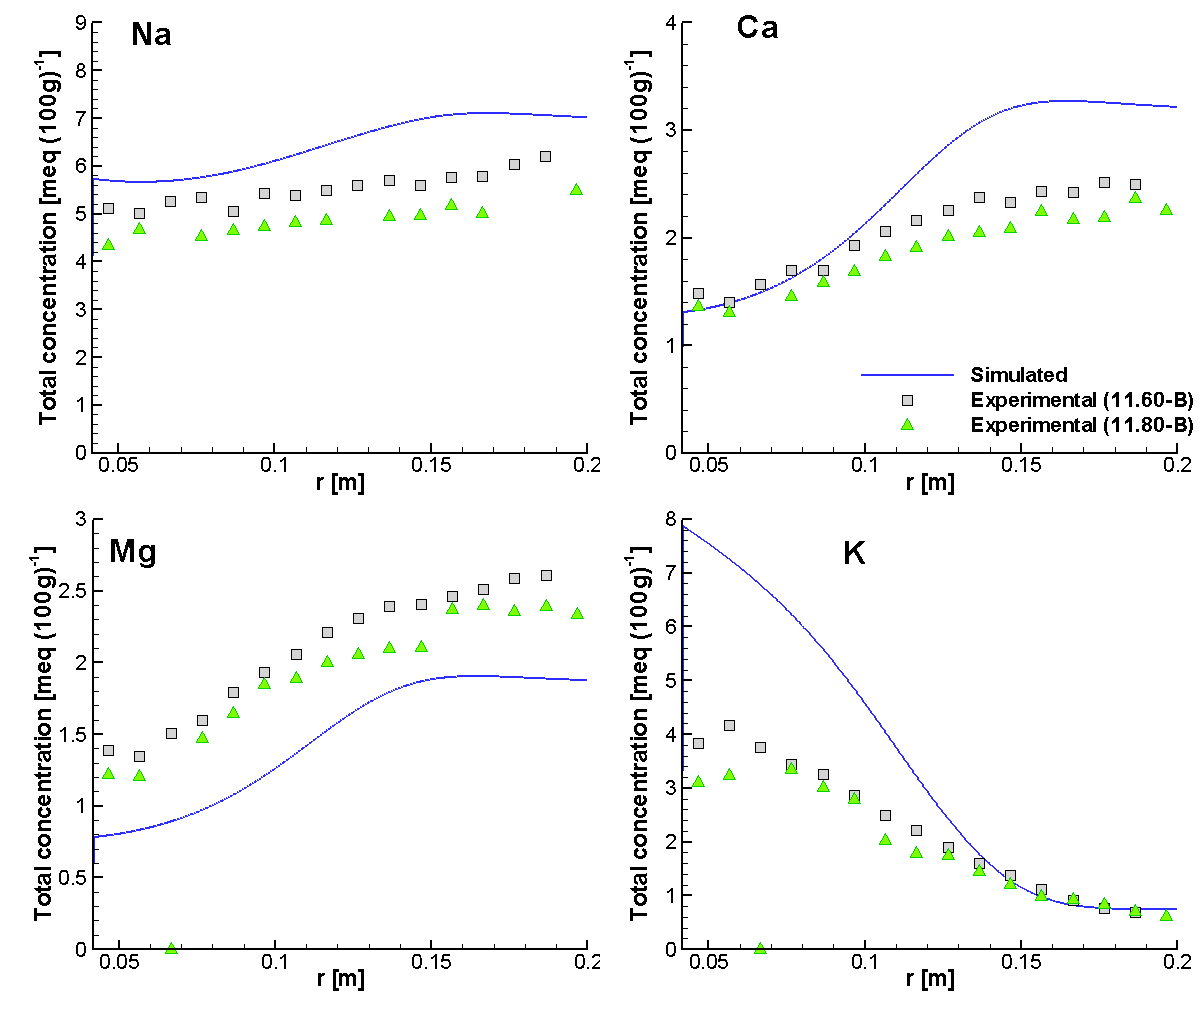 Na
Total concentration [meq (100g)-1]
9
8
7
6
5
4
3
2
1
0
0.05 0.1 0.15 0.2
r [m]
Ca
Total concentration [meq (100g)-1]
4
3
2
1
0
Simulated
Experimental (11.60-B)
Experimental (11.80-B)
0.05 0.1 0.15 0.2
r [m]
Mg
Total concentration [meq (100g)-1]
3
2.5
2
1.5
1
0.5
0
0.05 0.1 0.15 0.2
r [m]
K
Total concentration [meq (100g)-1]
8
7
6
5
4
3
2
1
0
0.05 0.1 0.15 0.2
r [m]